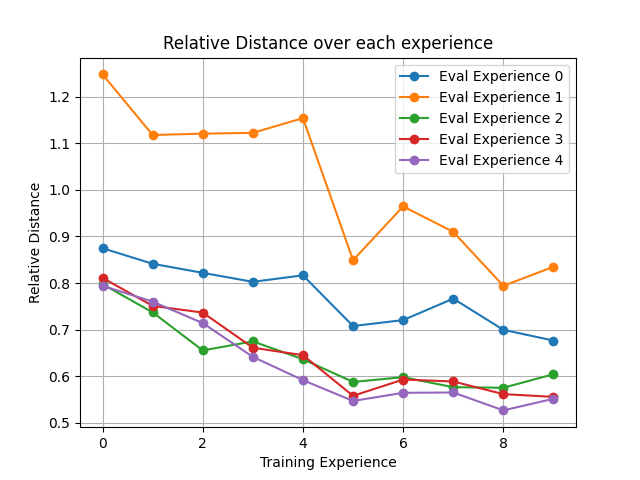 Relative Distance over each experience
Eval Experience 0
Eval Experience 1
Eval Experience 2
Eval Experience 3
Eval Experience 4
Relative Distance
1.2
1.1
1.0
0.9
0.8
0.7
0.6
0.5
0 2 4 6 8
Training Experience